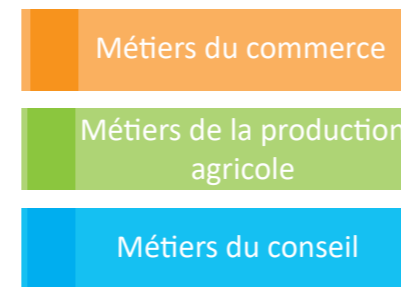 Métiers du commerce
Métiers de la production
agricole
Métiers du conseil